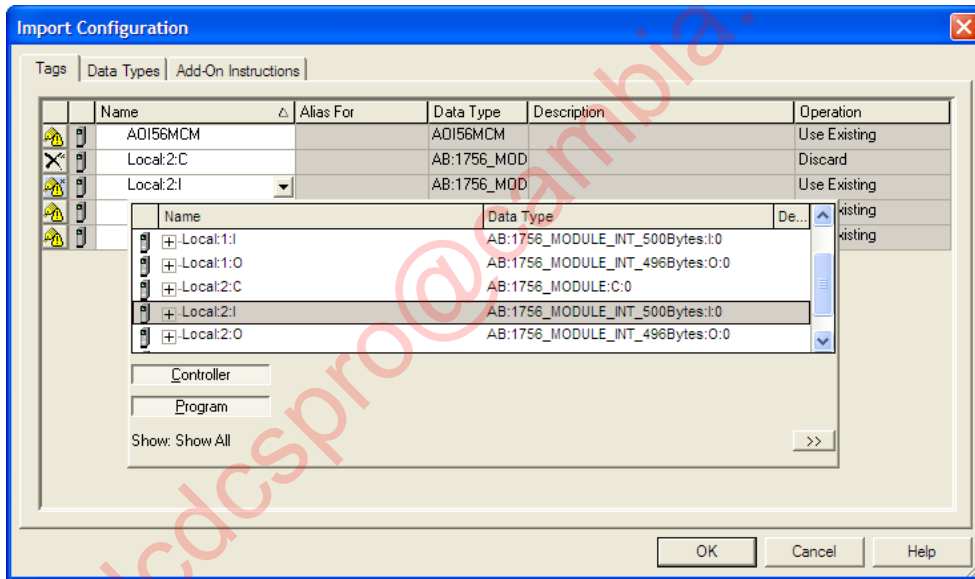 Import Configuration
Tags Data Types Add-On Instructions
Name Alias For Data Type Description Operation
AOI56MCM AOI56MCM Use Existing
Local:2:C AB:1756_MOD Discard
Local:2:I AB:1756_MOD Use Existing
Name Data Type De...
Local:1:I AB:1756_MODULE_INT_500Bytes:I:0
Local:1:O AB:1756_MODULE_INT_496Bytes:O:0
Local:2:C AB:1756_MODULE:C:0
Local:2:I AB:1756_MODULE_INT_500Bytes:I:0
Local:2:O AB:1756_MODULE_INT_496Bytes:O:0
xisting
xisting
Controller
Program
Show: Show All >>
OK Cancel Help
cdcspro@cambia.